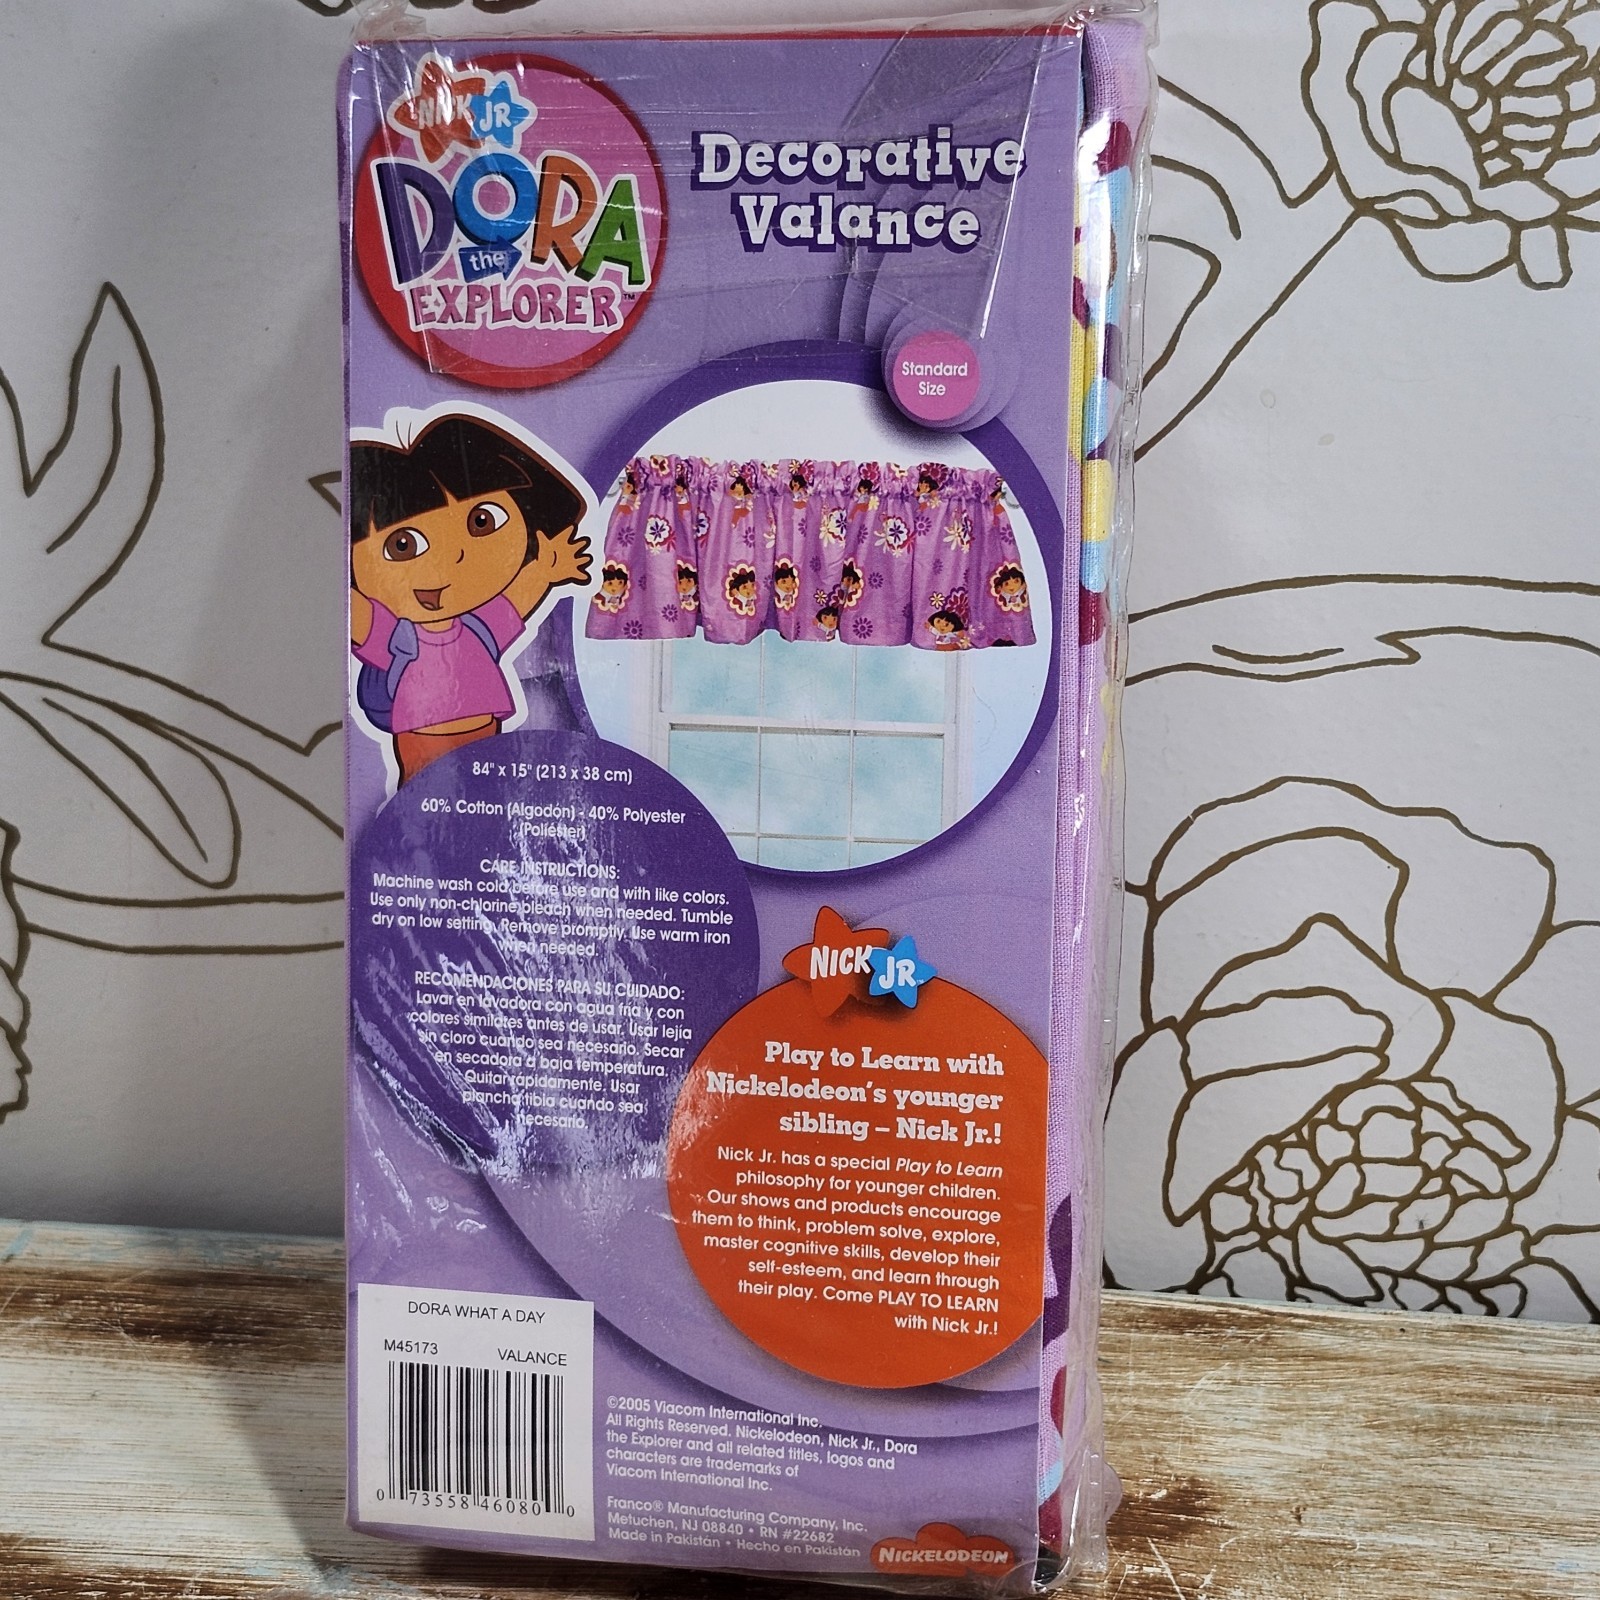 NICK JR
DORA
the
EXPLORER™
Decorative
Valance
Standard
Size
84" x 15" (213 x 38 cm)
60% Cotton (Algodón) - 40% Polyester
(Poliéster)
CARE INSTRUCTIONS:
Machine wash cold before use and with like colors.
Use only non-chlorine bleach when needed. Tumble
dry on low setting. Remove promptly. Use warm iron
when needed.
RECOMENDACIONES PARA SU CUIDADO:
Lavar en lavadora con agua fría y con
colores similares antes de usar. Usar lejía
sin cloro cuando sea necesario. Secar
en secadora a baja temperatura.
Quitar rápidamente. Usar
plancha tibia cuando sea
necesario.
NICK JR
Play to Learn with
Nickelodeon's younger
sibling – Nick Jr.!
Nick Jr. has a special Play to Learn
philosophy for younger children.
Our shows and products encourage
them to think, problem solve, explore,
master cognitive skills, develop their
self-esteem, and learn through
their play. Come PLAY TO LEARN
with Nick Jr.!
DORA WHAT A DAY
M45173
VALANCE
0 73558 46080 0
©2005 Viacom International Inc.
All Rights Reserved. Nickelodeon, Nick Jr., Dora
the Explorer and all related titles, logos and
characters are trademarks of
Viacom International Inc.
Franco® Manufacturing Company, Inc.
Metuchen, NJ 08840 • RN #22682
Made in Pakistán • Hecho en Pakistán
NICKELODEON